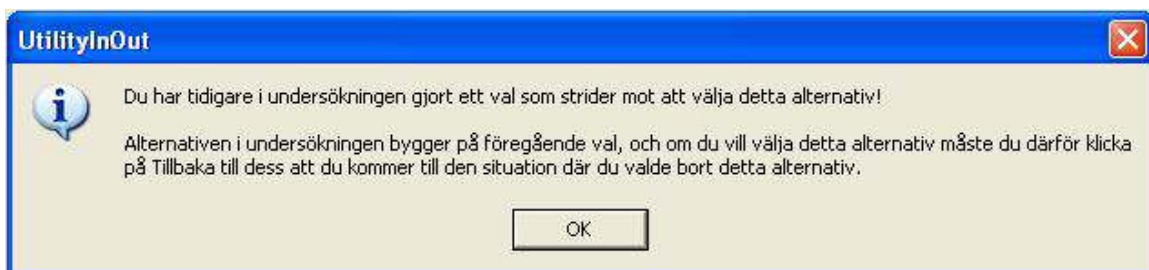 UtilityInOut
Du har tidigare i undersökningen gjort ett val som strider mot att välja detta alternativ!
Alternativen i undersökningen bygger på föregående val, och om du vill välja detta alternativ måste du därför klicka
på Tillbaka till dess att du kommer till den situation där du valde bort detta alternativ.
OK